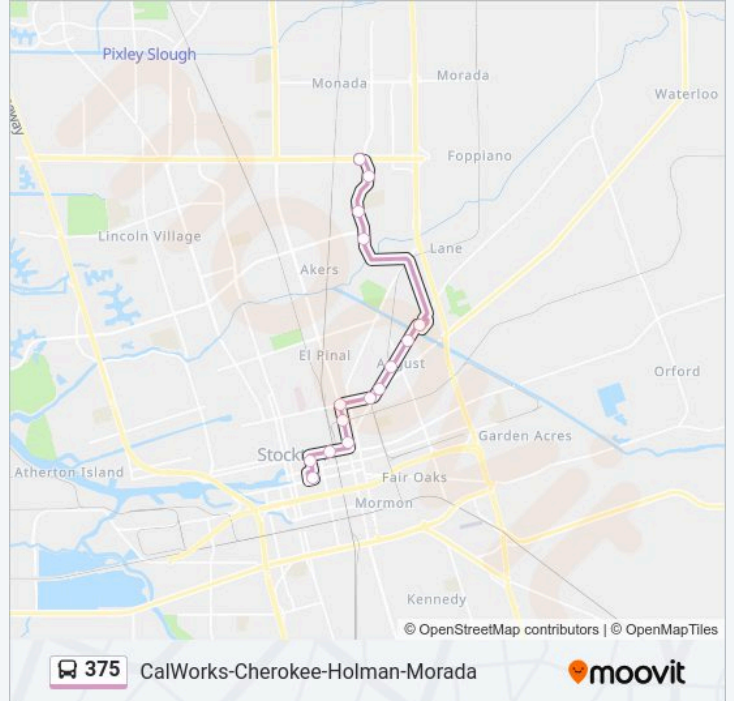 Pixley Slough
Monada
Morada
Waterloo
Foppiano
Lincoln Village
Lane
Akers
El Pinal
August
Orford
Stock
Garden Acres
Atherton Island
Fair Oaks
Mormon
Kennedy
© OpenStreetMap contributors | © OpenMapTiles
375 CalWorks-Cherokee-Holman-Morada moovit